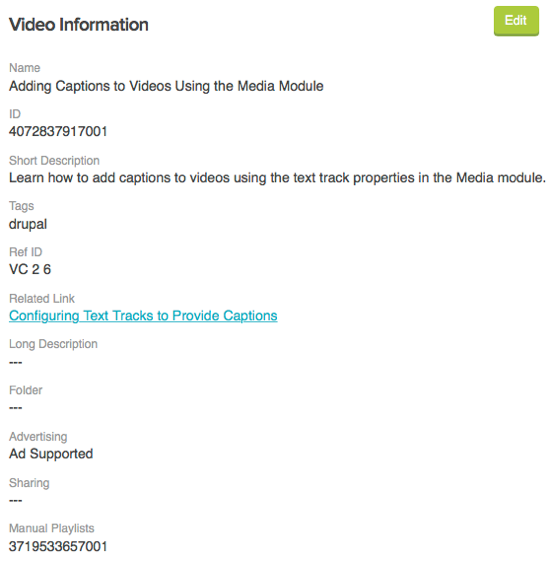 Video Information
Edit
Name
Adding Captions to Videos Using the Media Module
ID
4072837917001
Short Description
Learn how to add captions to videos using the text track properties in the Media module.
Tags
drupal
Ref ID
VC 2 6
Related Link
Configuring Text Tracks to Provide Captions
Long Description
---
Folder
---
Advertising
Ad Supported
Sharing
---
Manual Playlists
3719533657001